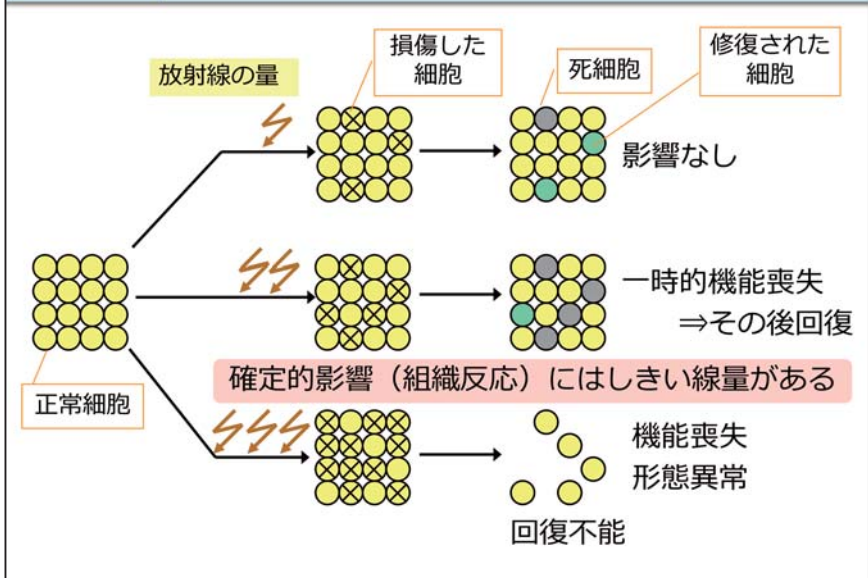 放射線の量
損傷した
細胞
死細胞
修復された
細胞
影響なし
一時的機能喪失
⇒その後回復
正常細胞
確定的影響（組織反応）にはしきい線量がある
機能喪失
形態異常
回復不能